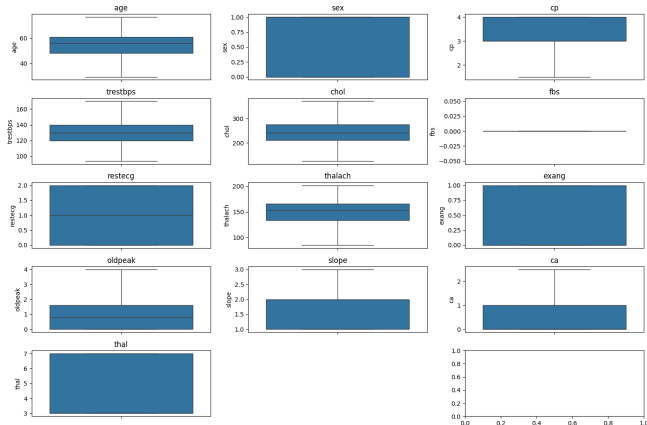 age
60
40
age
sex
1.00
0.75
0.50
0.25
0.00
sex
cp
4
3
2
cp
trestbps
160
140
120
100
trestbps
chol
300
200
chol
fbs
0.050
0.025
0.000
−0.025
−0.050
fbs
restecg
2.0
1.5
1.0
0.5
0.0
restecg
thalach
200
150
100
thalach
exang
1.00
0.75
0.50
0.25
0.00
exang
oldpeak
4
3
2
1
0
oldpeak
slope
3.0
2.5
2.0
1.5
1.0
slope
ca
2
1
0
ca
thal
7
6
5
4
3
thal
1.0
0.8
0.6
0.4
0.2
0.0
0.0 0.2 0.4 0.6 0.8 1.0